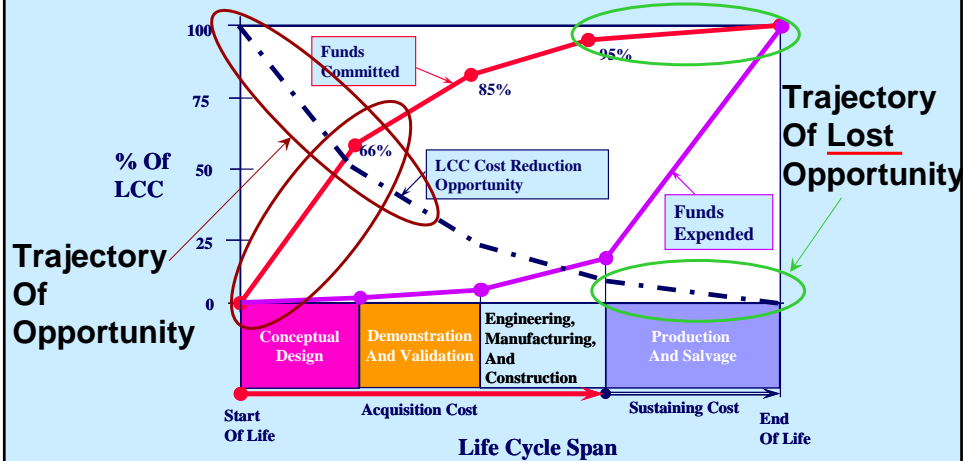 100
Funds
Committed
95%
75
85%
Trajectory
Of Lost
Opportunity
% Of
LCC
66%
50
LCC Cost Reduction
Opportunity
Funds
Expended
25
Trajectory
Of
Opportunity
0
Conceptual
Design
Demonstration
And Validation
Engineering,
Manufacturing,
And
Construction
Production
And Salvage
Start
Of Life
Acquisition Cost
Sustaining Cost
End
Of Life
Life Cycle Span